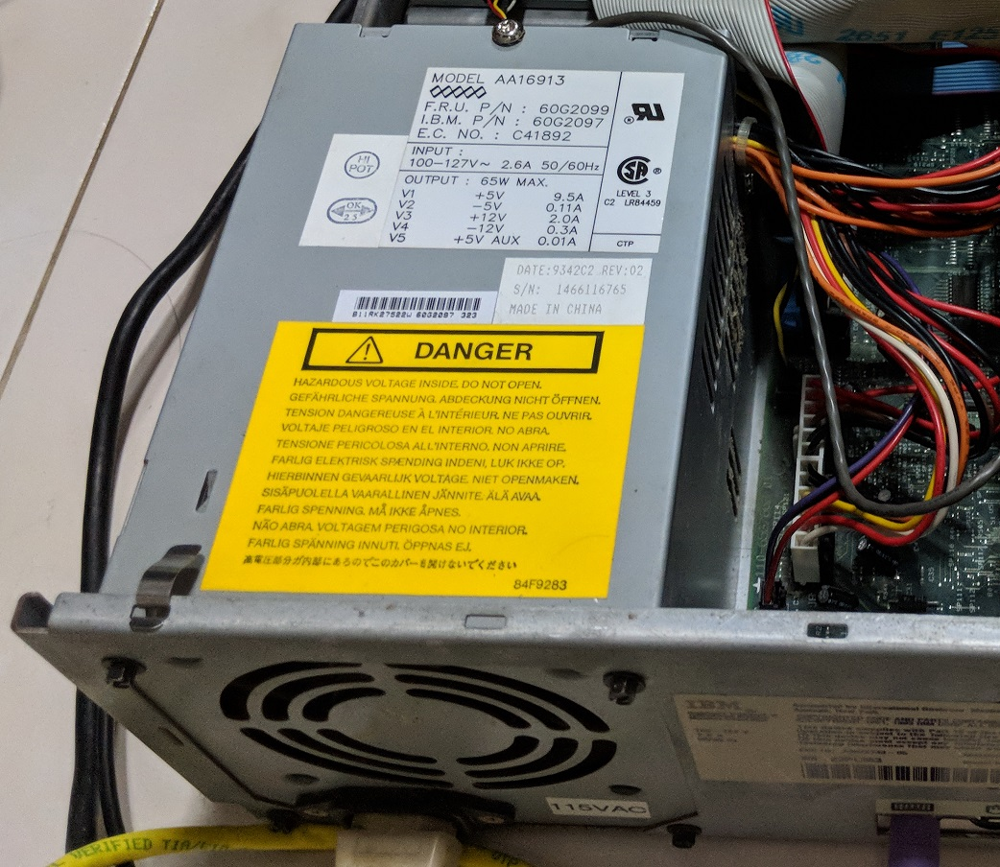 2651 E125
MODEL AA16913
F.R.U. P/N : 60G2099
I.B.M. P/N : 60G2097
E.C. NO. : C41892
INPUT :
100-127V~ 2.6A 50/60Hz
OUTPUT : 65W MAX.
V1 +5V 9.5A
V2 -5V 0.11A
V3 +12V 2.0A
V4 -12V 0.3A
V5 +5V AUX 0.01A
LEVEL 3
C2 LR84459
CTP
HI
POT
OK
2.5
DATE:9342C2 REV:02
S/N: 1466116765
MADE IN CHINA
B11RK27522W 60G2097 323
DANGER
HAZARDOUS VOLTAGE INSIDE. DO NOT OPEN.
GEFÄHRLICHE SPANNUNG. ABDECKUNG NICHT ÖFFNEN.
TENSION DANGEREUSE À L'INTÉRIEUR. NE PAS OUVRIR.
VOLTAJE PELIGROSO EN EL INTERIOR. NO ABRA.
TENSIONE PERICOLOSA ALL'INTERNO. NON APRIRE.
FARLIG ELEKTRISK SPÆNDING INDENI, LUK IKKE OP.
HIERBINNEN GEVAARLIJK VOLTAGE. NIET OPENMAKEN.
SISÄPUOLELLA VAARALLINEN JÄNNITE. ÄLÄ AVAA.
FARLIG SPENNING. MÅ IKKE ÅPNES.
NÃO ABRA. VOLTAGEM PERIGOSA NO INTERIOR.
FARLIG SPÄNNING INNUTI. ÖPPNAS EJ.
高電圧部分が内部にあるのでこのカバーを開けないでください
84F9283
IBM
115VAC
VERIFIED TIA/EIA